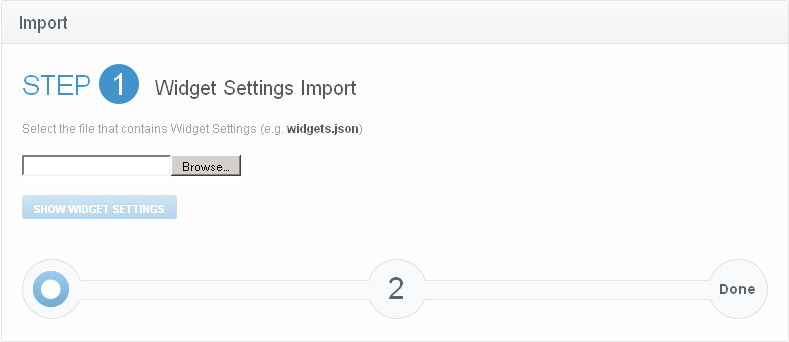 Import
STEP 1 Widget Settings Import
Select the file that contains Widget Settings (e.g. widgets.json)
Browse...
SHOW WIDGET SETTINGS
2 Done